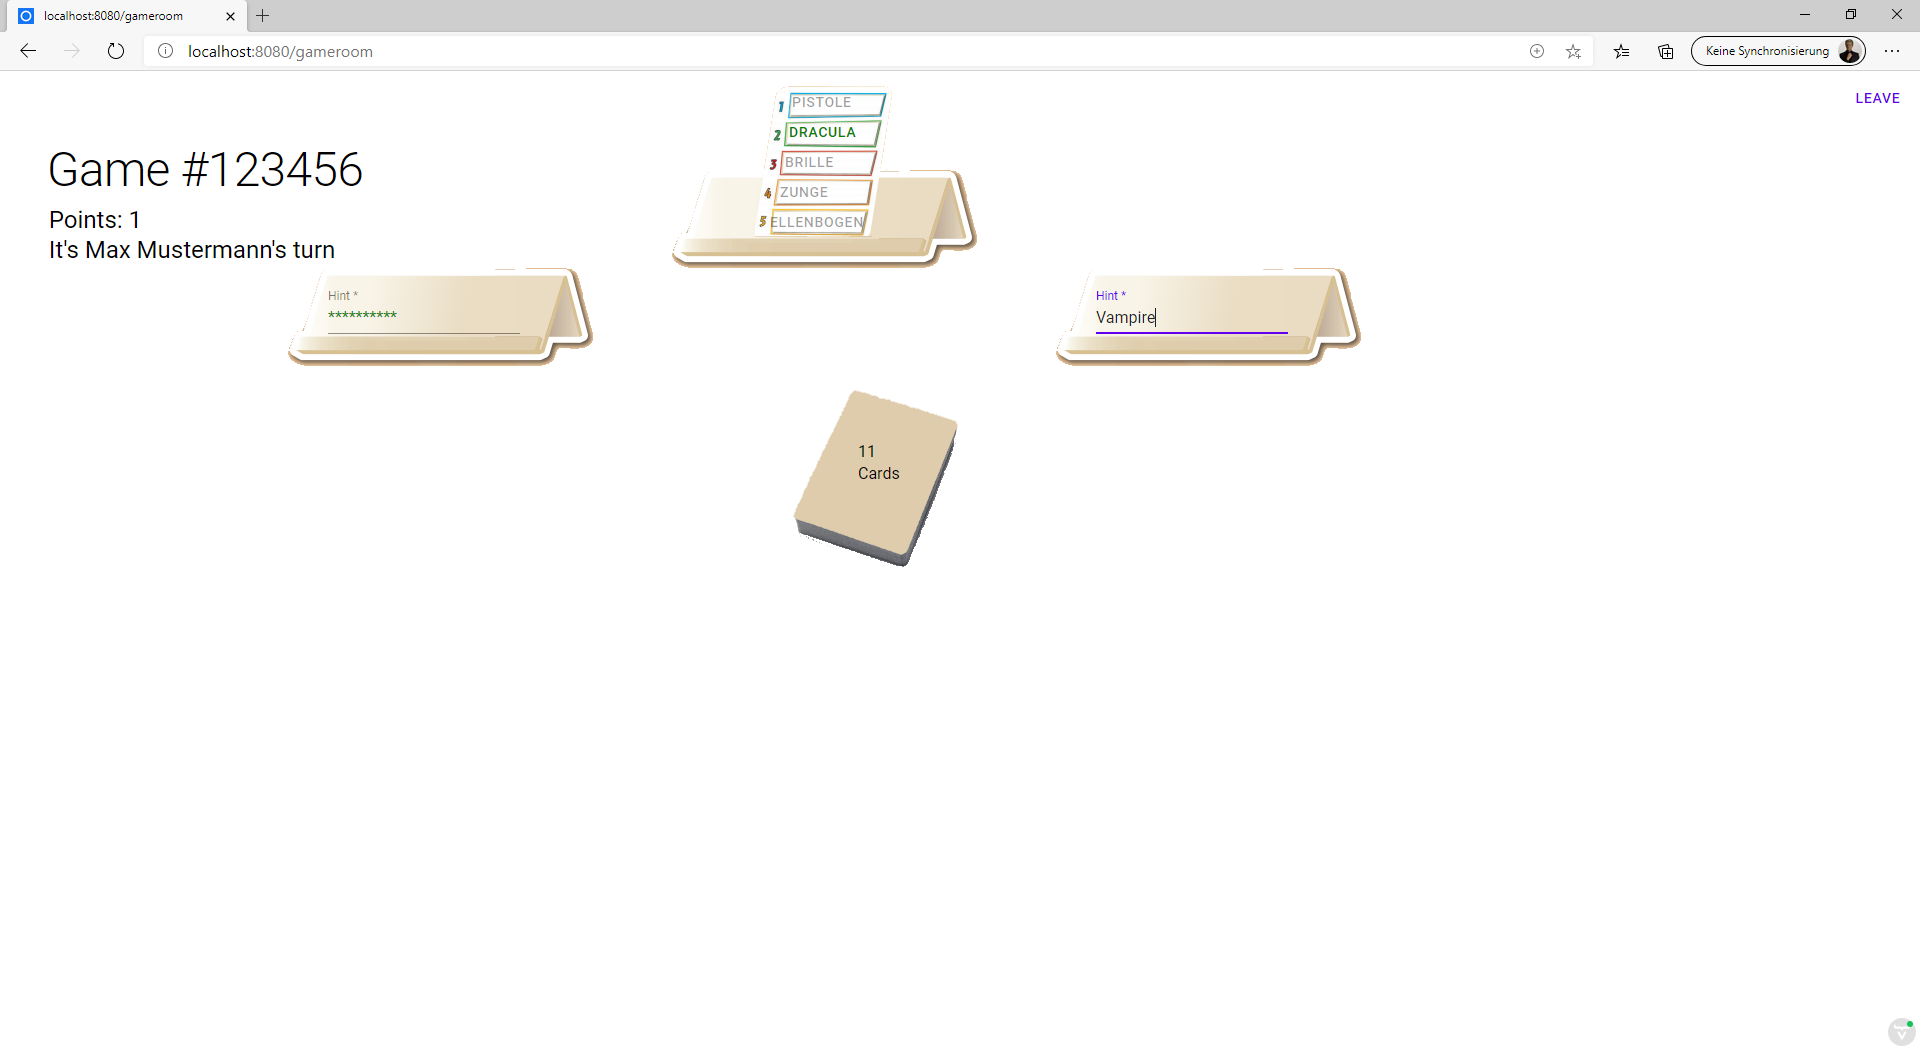 localhost:8080/gameroom
localhost:8080/gameroom
Keine Synchronisierung
LEAVE
Game #123456
Points: 1
It's Max Mustermann's turn
1 PISTOLE
2 DRACULA
3 BRILLE
4 ZUNGE
5 ELLENBOGEN
Hint *
**********
Hint *
Vampire
11
Cards